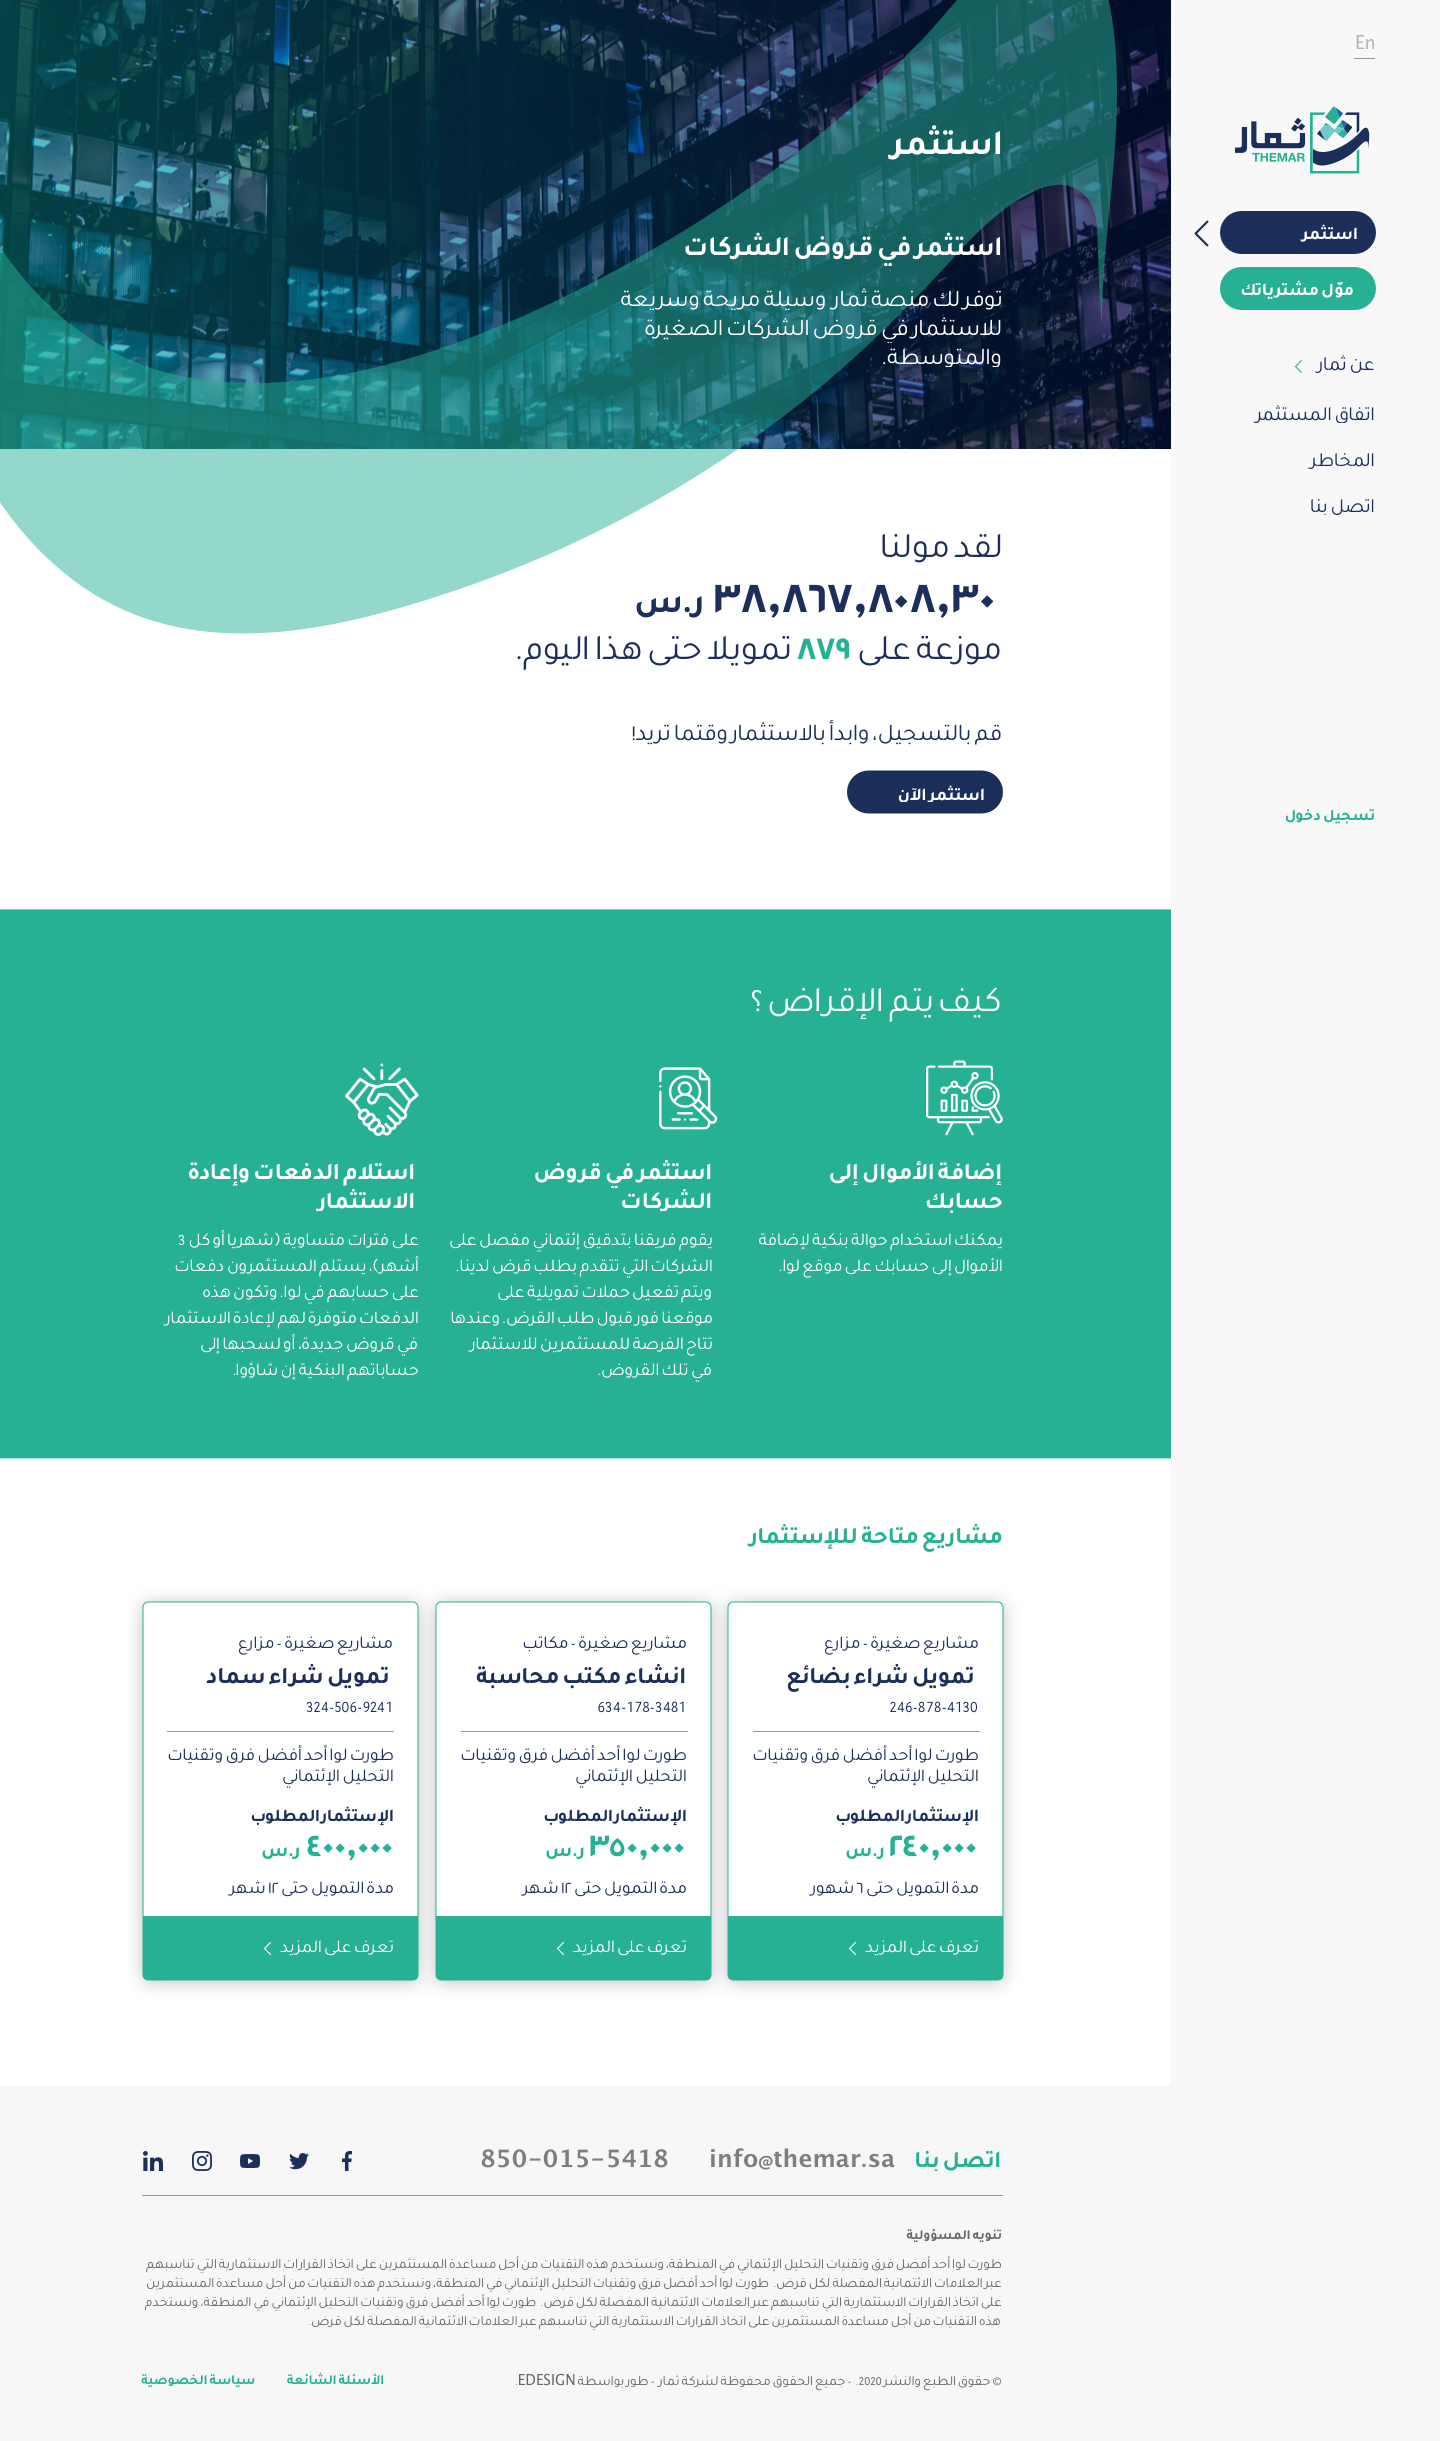 En
ثمار
THEMAR
استثمر
موّل مشترياتك
عن ثمار
اتفاق المستثمر
المخاطر
اتصل بنا
تسجيل دخول
استثمر
استثمر في قروض الشركات
توفر لك منصة ثمار وسيلة مريحة وسريعة
للاستثمار في قروض الشركات الصغيرة
والمتوسطة.
لقد مولنا
٣٨,٨٦٧,٨٠٨,٣٠ ر.س
موزعة على ٨٧٩ تمويلا حتى هذا اليوم.
قم بالتسجيل، وابدأ بالاستثمار وقتما تريد!
استثمر الآن
كيف يتم الإقراض ؟
إضافة الأموال إلى
حسابك
يمكنك استخدام حوالة بنكية لإضافة
الأموال إلى حسابك على موقع لوا.
استثمر في قروض
الشركات
يقوم فريقنا بتدقيق إئتماني مفصل على
الشركات التي تتقدم بطلب قرض لدينا.
ويتم تفعيل حملات تمويلية على
موقعنا فور قبول طلب القرض. وعندها
تتاح الفرصة للمستثمرين للاستثمار
في تلك القروض.
استلام الدفعات وإعادة
الاستثمار
على فترات متساوية (شهريا أو كل 3
أشهر)، يستلم المستثمرون دفعات
على حسابهم في لوا. وتكون هذه
الدفعات متوفرة لهم لإعادة الاستثمار
في قروض جديدة، أو لسحبها إلى
حساباتهم البنكية إن شاؤوا.
مشاريع متاحة لللإستثمار
مشاريع صغيرة - مزارع
تمويل شراء بضائع
246-878-4130
طورت لوا أحد أفضل فرق وتقنيات
التحليل الإئتماني
الإستثمار المطلوب
٢٤٠,٠٠٠ ر.س
مدة التمويل حتى ٦ شهور
تعرف على المزيد
مشاريع صغيرة - مكاتب
انشاء مكتب محاسبة
634-178-3481
طورت لوا أحد أفضل فرق وتقنيات
التحليل الإئتماني
الإستثمار المطلوب
٣٥٠,٠٠٠ ر.س
مدة التمويل حتى ١٢ شهر
تعرف على المزيد
مشاريع صغيرة - مزارع
تمويل شراء سماد
324-506-9241
طورت لوا أحد أفضل فرق وتقنيات
التحليل الإئتماني
الإستثمار المطلوب
٤٠٠,٠٠٠ ر.س
مدة التمويل حتى ١٢ شهر
تعرف على المزيد
اتصل بنا info@themar.sa 850-015-5418
تنويه المسؤولية
طورت لوا أحد أفضل فرق وتقنيات التحليل الإئتماني في المنطقة، ونستخدم هذه التقنيات من أجل مساعدة المستثمرين على اتخاذ القرارات الاستثمارية التي تناسبهم
عبر العلامات الائتمانية المفصلة لكل قرض. طورت لوا أحد أفضل فرق وتقنيات التحليل الإئتماني في المنطقة، ونستخدم هذه التقنيات من أجل مساعدة المستثمرين
على اتخاذ القرارات الاستثمارية التي تناسبهم عبر العلامات الائتمانية المفصلة لكل قرض. طورت لوا أحد أفضل فرق وتقنيات التحليل الإئتماني في المنطقة، ونستخدم
هذه التقنيات من أجل مساعدة المستثمرين على اتخاذ القرارات الاستثمارية التي تناسبهم عبر العلامات الائتمانية المفصلة لكل قرض.
© حقوق الطبع والنشر 2020. - جميع الحقوق محفوظة لشركة ثمار - طور بواسطة EDESIGN.
الأسئلة الشائعة
سياسة الخصوصية